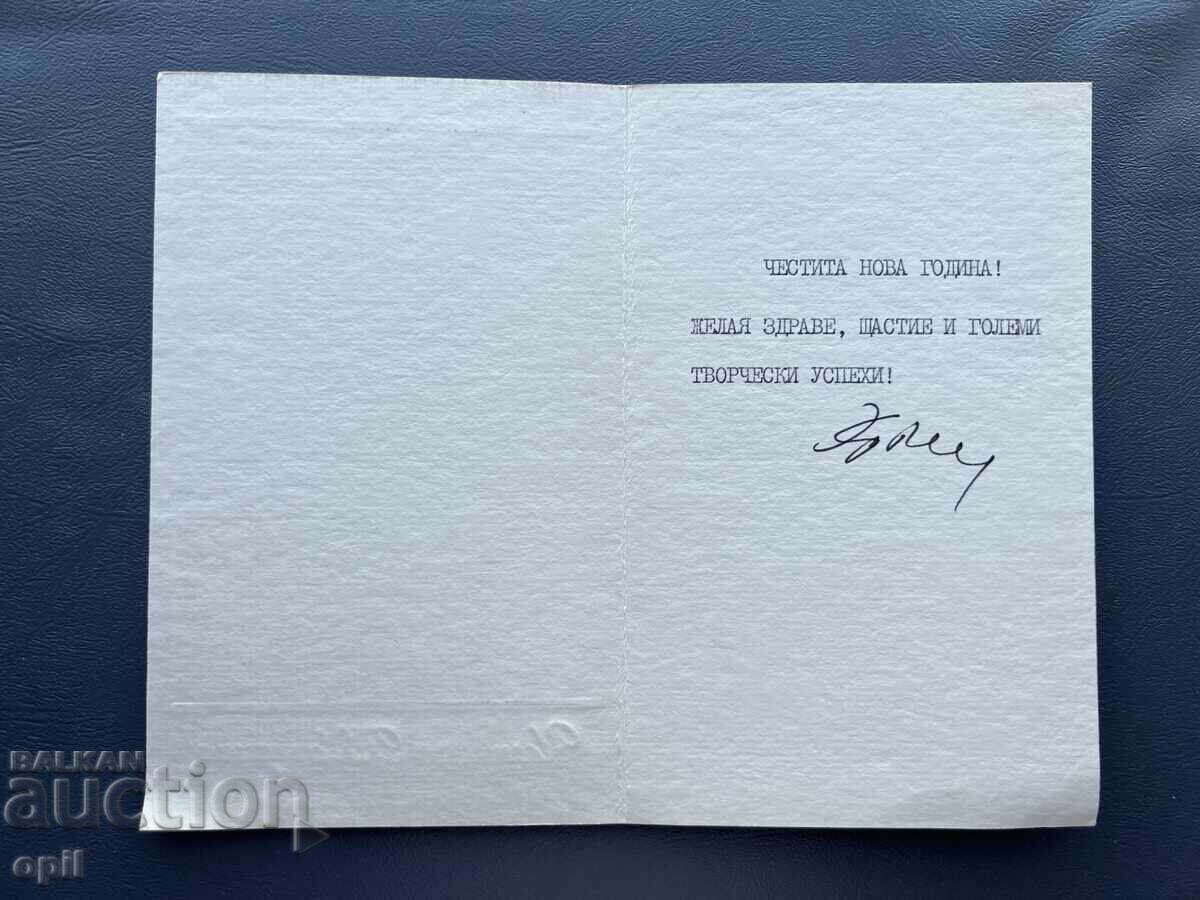 ЧЕСТИТА НОВА ГОДИНА!
ЖЕЛАЯ ЗДРАВЕ, ЩАСТИЕ И ГОЛЕМИ
ТВОРЧЕСКИ УСПЕХИ!
BALKAN
auction
opil